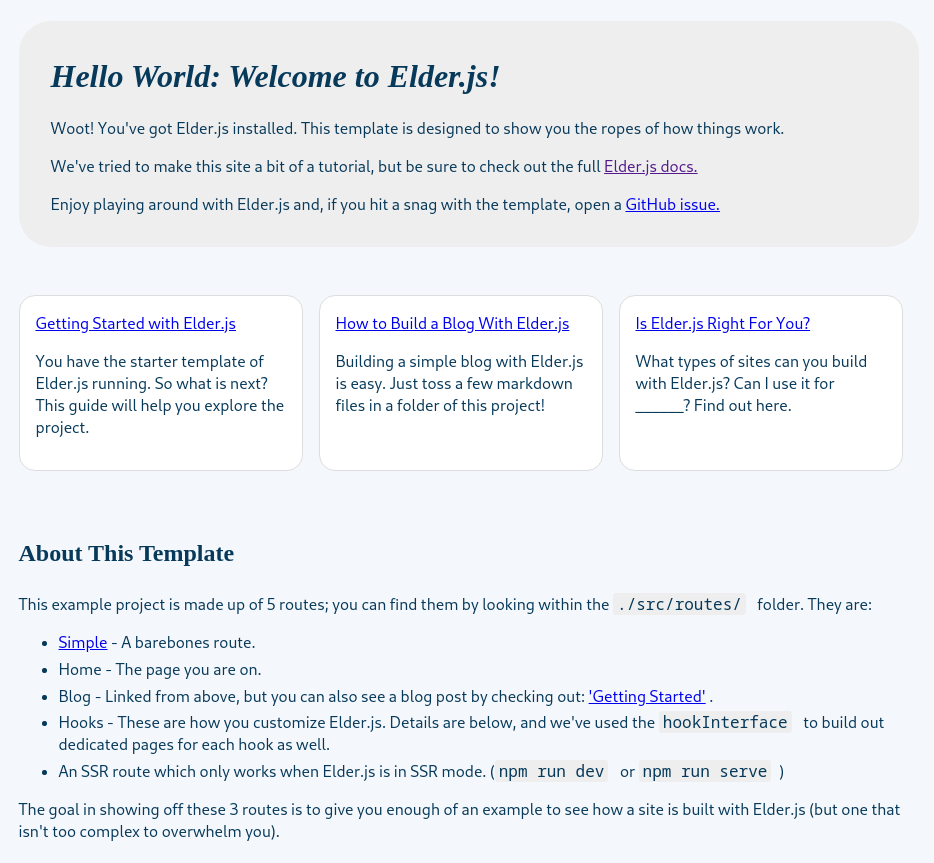 Hello World: Welcome to Elder.js!
Woot! You've got Elder.js installed. This template is designed to show you the ropes of how things work.
We've tried to make this site a bit of a tutorial, but be sure to check out the full Elder.js docs.
Enjoy playing around with Elder.js and, if you hit a snag with the template, open a GitHub issue.
Getting Started with Elder.js
You have the starter template of
Elder.js running. So what is next?
This guide will help you explore the
project.
How to Build a Blog With Elder.js
Building a simple blog with Elder.js
is easy. Just toss a few markdown
files in a folder of this project!
Is Elder.js Right For You?
What types of sites can you build
with Elder.js? Can I use it for
______? Find out here.
About This Template
This example project is made up of 5 routes; you can find them by looking within the ./src/routes/ folder. They are:
• Simple - A barebones route.
• Home - The page you are on.
• Blog - Linked from above, but you can also see a blog post by checking out: 'Getting Started' .
• Hooks - These are how you customize Elder.js. Details are below, and we've used the hookInterface to build out
dedicated pages for each hook as well.
• An SSR route which only works when Elder.js is in SSR mode. ( npm run dev or npm run serve )
The goal in showing off these 3 routes is to give you enough of an example to see how a site is built with Elder.js (but one that
isn't too complex to overwhelm you).